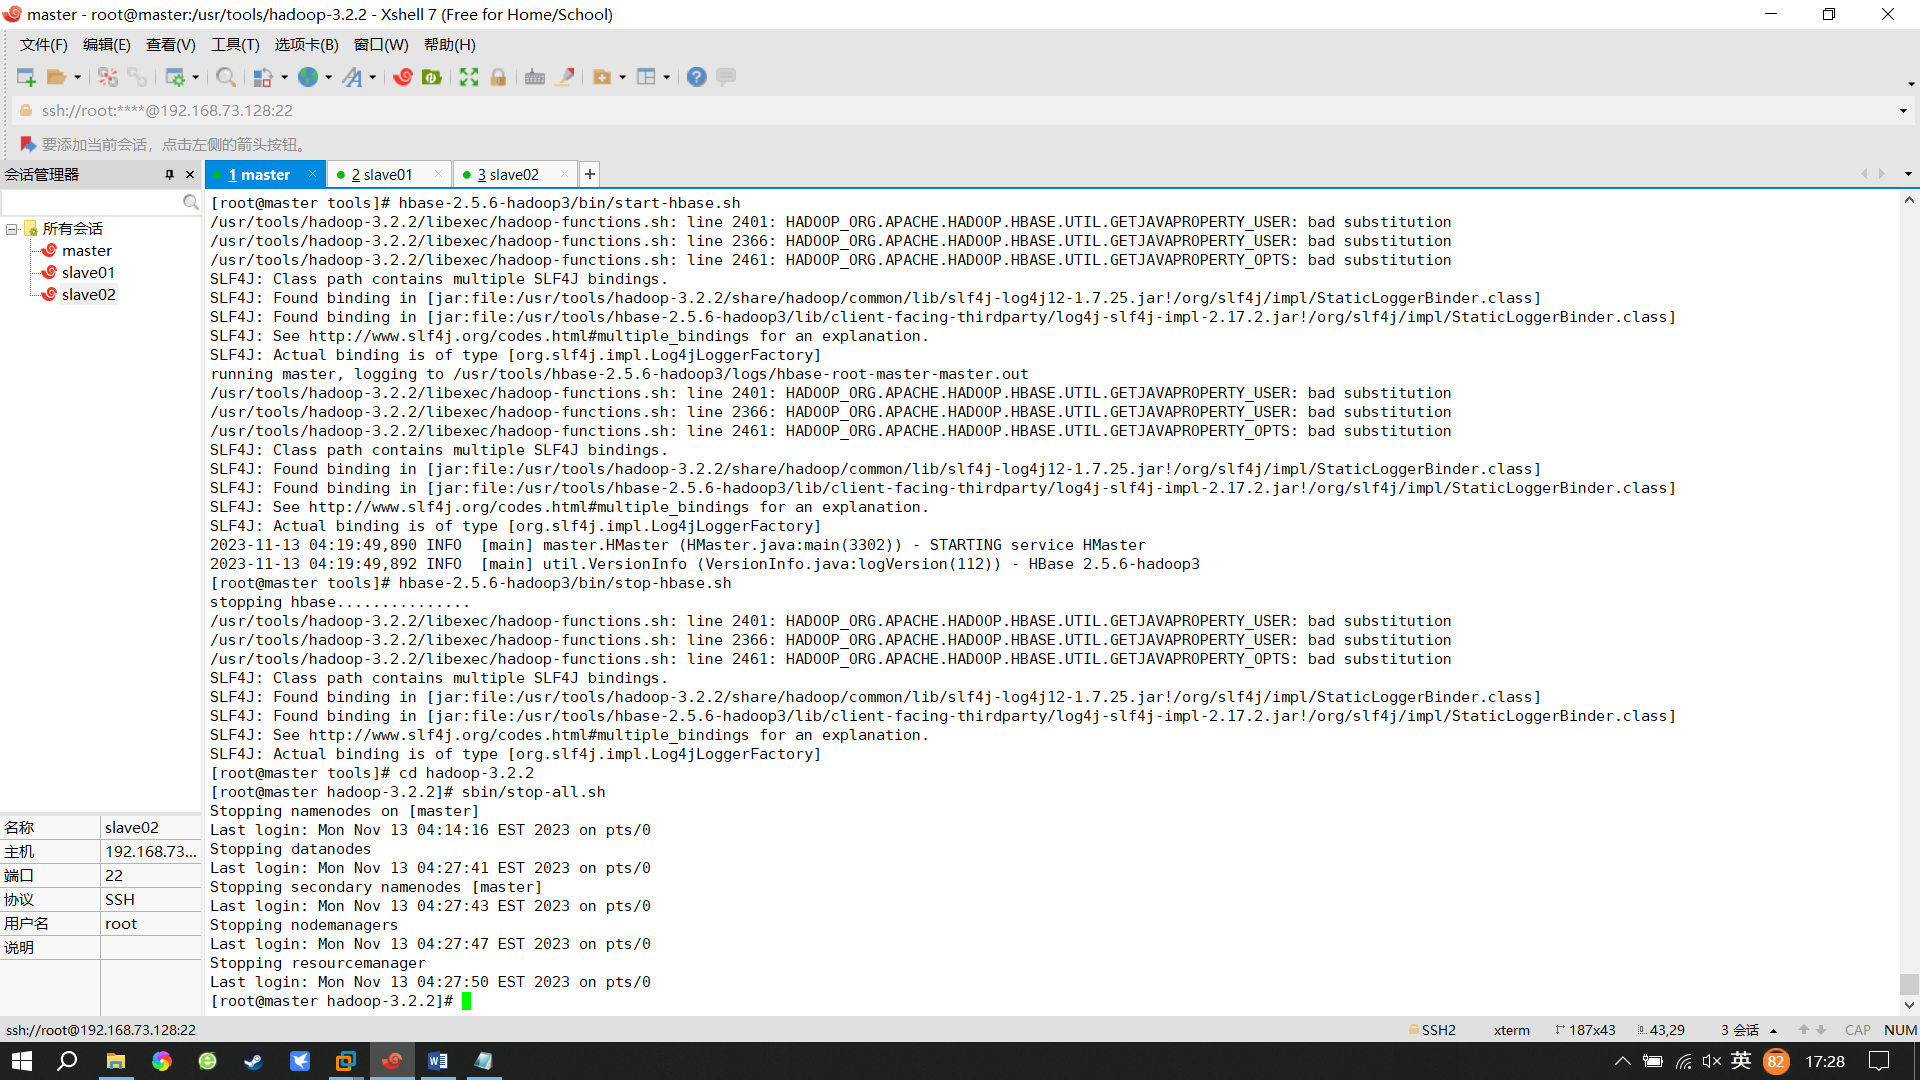 master - root@master:/usr/tools/hadoop-3.2.2 - Xshell 7 (Free for Home/School)
文件(F) 编辑(E) 查看(V) 工具(T) 选项卡(B) 窗口(W) 帮助(H)
ssh://root:****@192.168.73.128:22
要添加当前会话，点击左侧的箭头按钮。
会话管理器
1 master
2 slave01
3 slave02
所有会话
master
slave01
slave02
[root@master tools]# hbase-2.5.6-hadoop3/bin/start-hbase.sh
/usr/tools/hadoop-3.2.2/libexec/hadoop-functions.sh: line 2401: HADOOP_ORG.APACHE.HADOOP.HBASE.UTIL.GETJAVAPROPERTY_USER: bad substitution
/usr/tools/hadoop-3.2.2/libexec/hadoop-functions.sh: line 2366: HADOOP_ORG.APACHE.HADOOP.HBASE.UTIL.GETJAVAPROPERTY_USER: bad substitution
/usr/tools/hadoop-3.2.2/libexec/hadoop-functions.sh: line 2461: HADOOP_ORG.APACHE.HADOOP.HBASE.UTIL.GETJAVAPROPERTY_OPTS: bad substitution
SLF4J: Class path contains multiple SLF4J bindings.
SLF4J: Found binding in [jar:file:/usr/tools/hadoop-3.2.2/share/hadoop/common/lib/slf4j-log4j12-1.7.25.jar!/org/slf4j/impl/StaticLoggerBinder.class]
SLF4J: Found binding in [jar:file:/usr/tools/hbase-2.5.6-hadoop3/lib/client-facing-thirdparty/log4j-slf4j-impl-2.17.2.jar!/org/slf4j/impl/StaticLoggerBinder.class]
SLF4J: See http://www.slf4j.org/codes.html#multiple_bindings for an explanation.
SLF4J: Actual binding is of type [org.slf4j.impl.Log4jLoggerFactory]
running master, logging to /usr/tools/hbase-2.5.6-hadoop3/logs/hbase-root-master-master.out
/usr/tools/hadoop-3.2.2/libexec/hadoop-functions.sh: line 2401: HADOOP_ORG.APACHE.HADOOP.HBASE.UTIL.GETJAVAPROPERTY_USER: bad substitution
/usr/tools/hadoop-3.2.2/libexec/hadoop-functions.sh: line 2366: HADOOP_ORG.APACHE.HADOOP.HBASE.UTIL.GETJAVAPROPERTY_USER: bad substitution
/usr/tools/hadoop-3.2.2/libexec/hadoop-functions.sh: line 2461: HADOOP_ORG.APACHE.HADOOP.HBASE.UTIL.GETJAVAPROPERTY_OPTS: bad substitution
SLF4J: Class path contains multiple SLF4J bindings.
SLF4J: Found binding in [jar:file:/usr/tools/hadoop-3.2.2/share/hadoop/common/lib/slf4j-log4j12-1.7.25.jar!/org/slf4j/impl/StaticLoggerBinder.class]
SLF4J: Found binding in [jar:file:/usr/tools/hbase-2.5.6-hadoop3/lib/client-facing-thirdparty/log4j-slf4j-impl-2.17.2.jar!/org/slf4j/impl/StaticLoggerBinder.class]
SLF4J: See http://www.slf4j.org/codes.html#multiple_bindings for an explanation.
SLF4J: Actual binding is of type [org.slf4j.impl.Log4jLoggerFactory]
2023-11-13 04:19:49,890 INFO  [main] master.HMaster (HMaster.java:main(3302)) - STARTING service HMaster
2023-11-13 04:19:49,892 INFO  [main] util.VersionInfo (VersionInfo.java:logVersion(112)) - HBase 2.5.6-hadoop3
[root@master tools]# hbase-2.5.6-hadoop3/bin/stop-hbase.sh
stopping hbase...............
/usr/tools/hadoop-3.2.2/libexec/hadoop-functions.sh: line 2401: HADOOP_ORG.APACHE.HADOOP.HBASE.UTIL.GETJAVAPROPERTY_USER: bad substitution
/usr/tools/hadoop-3.2.2/libexec/hadoop-functions.sh: line 2366: HADOOP_ORG.APACHE.HADOOP.HBASE.UTIL.GETJAVAPROPERTY_USER: bad substitution
/usr/tools/hadoop-3.2.2/libexec/hadoop-functions.sh: line 2461: HADOOP_ORG.APACHE.HADOOP.HBASE.UTIL.GETJAVAPROPERTY_OPTS: bad substitution
SLF4J: Class path contains multiple SLF4J bindings.
SLF4J: Found binding in [jar:file:/usr/tools/hadoop-3.2.2/share/hadoop/common/lib/slf4j-log4j12-1.7.25.jar!/org/slf4j/impl/StaticLoggerBinder.class]
SLF4J: Found binding in [jar:file:/usr/tools/hbase-2.5.6-hadoop3/lib/client-facing-thirdparty/log4j-slf4j-impl-2.17.2.jar!/org/slf4j/impl/StaticLoggerBinder.class]
SLF4J: See http://www.slf4j.org/codes.html#multiple_bindings for an explanation.
SLF4J: Actual binding is of type [org.slf4j.impl.Log4jLoggerFactory]
[root@master tools]# cd hadoop-3.2.2
[root@master hadoop-3.2.2]# sbin/stop-all.sh
Stopping namenodes on [master]
Last login: Mon Nov 13 04:14:16 EST 2023 on pts/0
Stopping datanodes
Last login: Mon Nov 13 04:27:41 EST 2023 on pts/0
Stopping secondary namenodes [master]
Last login: Mon Nov 13 04:27:43 EST 2023 on pts/0
Stopping nodemanagers
Last login: Mon Nov 13 04:27:47 EST 2023 on pts/0
Stopping resourcemanager
Last login: Mon Nov 13 04:27:50 EST 2023 on pts/0
[root@master hadoop-3.2.2]#
名称 slave02
主机 192.168.73...
端口 22
协议 SSH
用户名 root
说明
ssh://root@192.168.73.128:22
SSH2 xterm 187x43 43,29 3 会话 CAP NUM
英 82 17:28